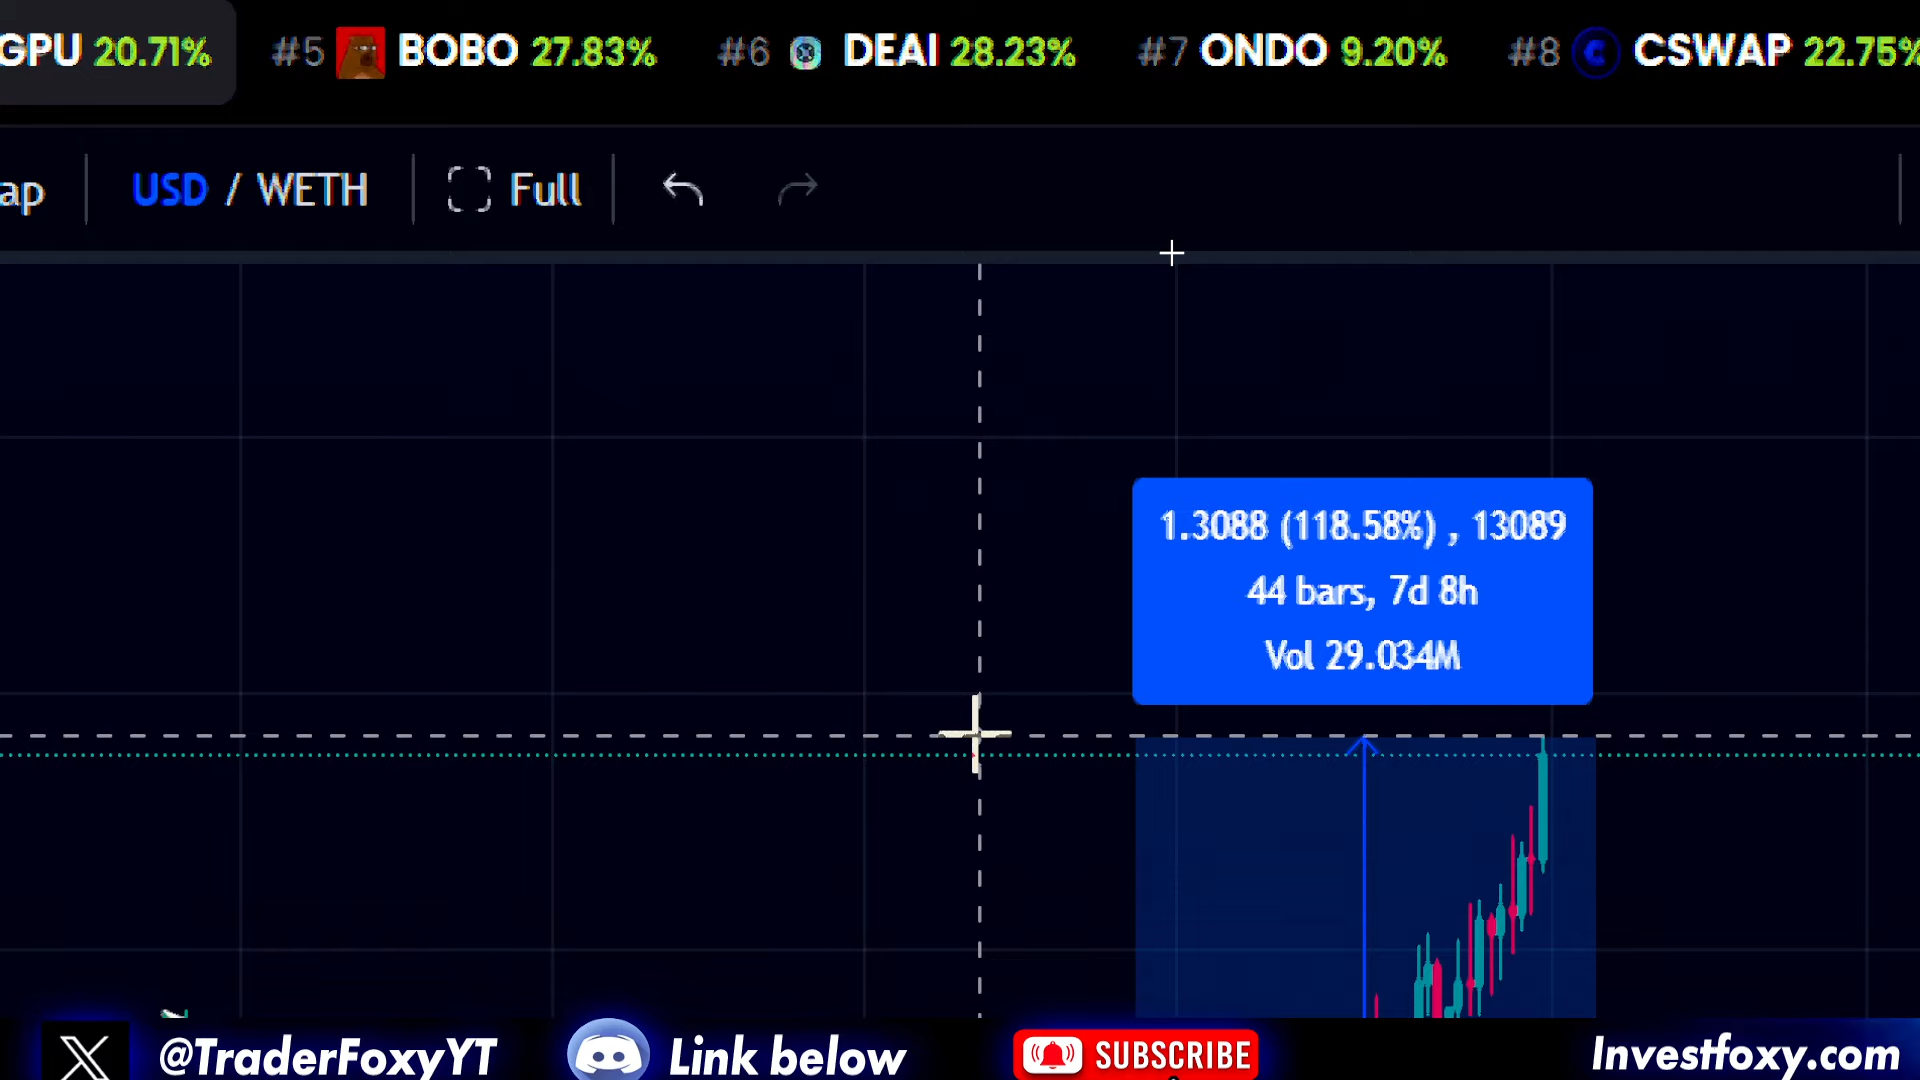 GPU 20.71% #5 BOBO 27.83% #6 DEAI 28.23% #7 ONDO 9.20% #8 CSWAP 22.75%
ap USD / WETH Full
1.3088 (118.58%) , 13089
44 bars, 7d 8h
Vol 29.034M
@TraderFoxyYT Link below SUBSCRIBE Investfoxy.com